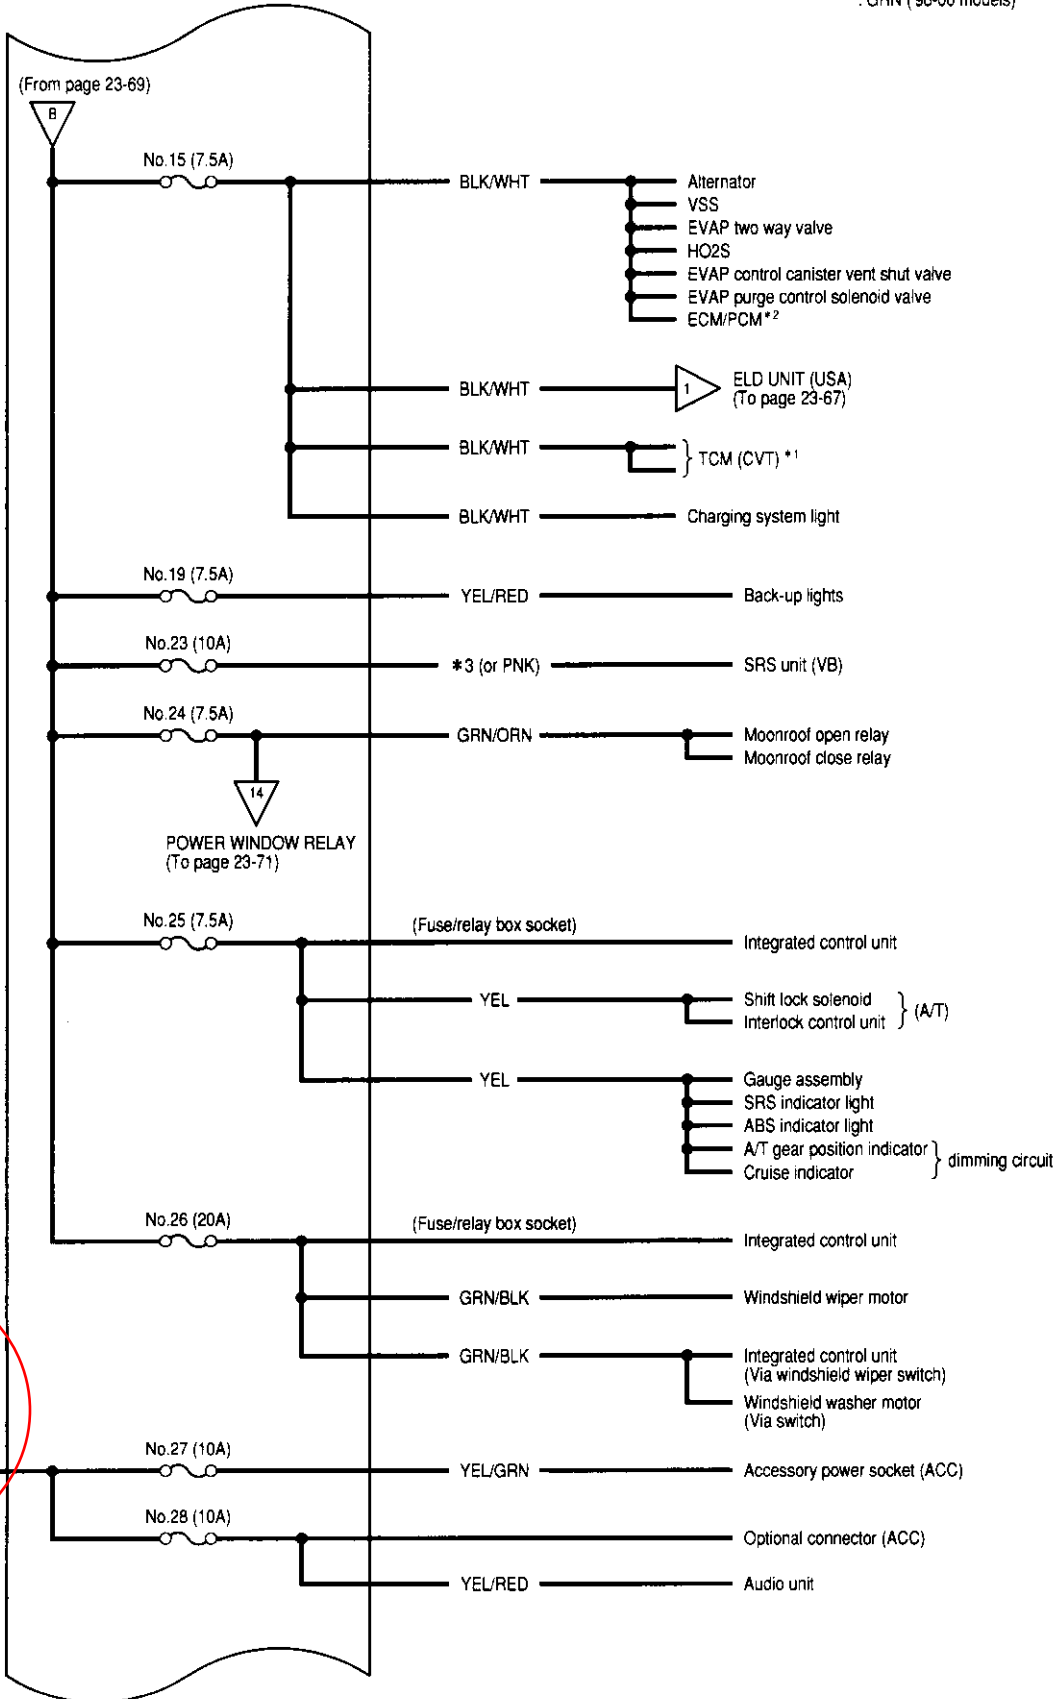 : GRN ('98-00 models)
(From page 23-69)
B
No.15 (7.5A)
BLK/WHT
Alternator
VSS
EVAP two way valve
HO2S
EVAP control canister vent shut valve
EVAP purge control solenoid valve
ECM/PCM*2
BLK/WHT
1
ELD UNIT (USA)
(To page 23-67)
BLK/WHT
TCM (CVT) *1
BLK/WHT
Charging system light
No.19 (7.5A)
YEL/RED
Back-up lights
No.23 (10A)
*3 (or PNK)
SRS unit (VB)
No.24 (7.5A)
GRN/ORN
Moonroof open relay
Moonroof close relay
14
POWER WINDOW RELAY
(To page 23-71)
No.25 (7.5A)
(Fuse/relay box socket)
Integrated control unit
YEL
Shift lock solenoid
Interlock control unit
(A/T)
YEL
Gauge assembly
SRS indicator light
ABS indicator light
A/T gear position indicator
Cruise indicator
dimming circuit
No.26 (20A)
(Fuse/relay box socket)
Integrated control unit
GRN/BLK
Windshield wiper motor
GRN/BLK
Integrated control unit
(Via windshield wiper switch)
Windshield washer motor
(Via switch)
No.27 (10A)
YEL/GRN
Accessory power socket (ACC)
No.28 (10A)
Optional connector (ACC)
YEL/RED
Audio unit